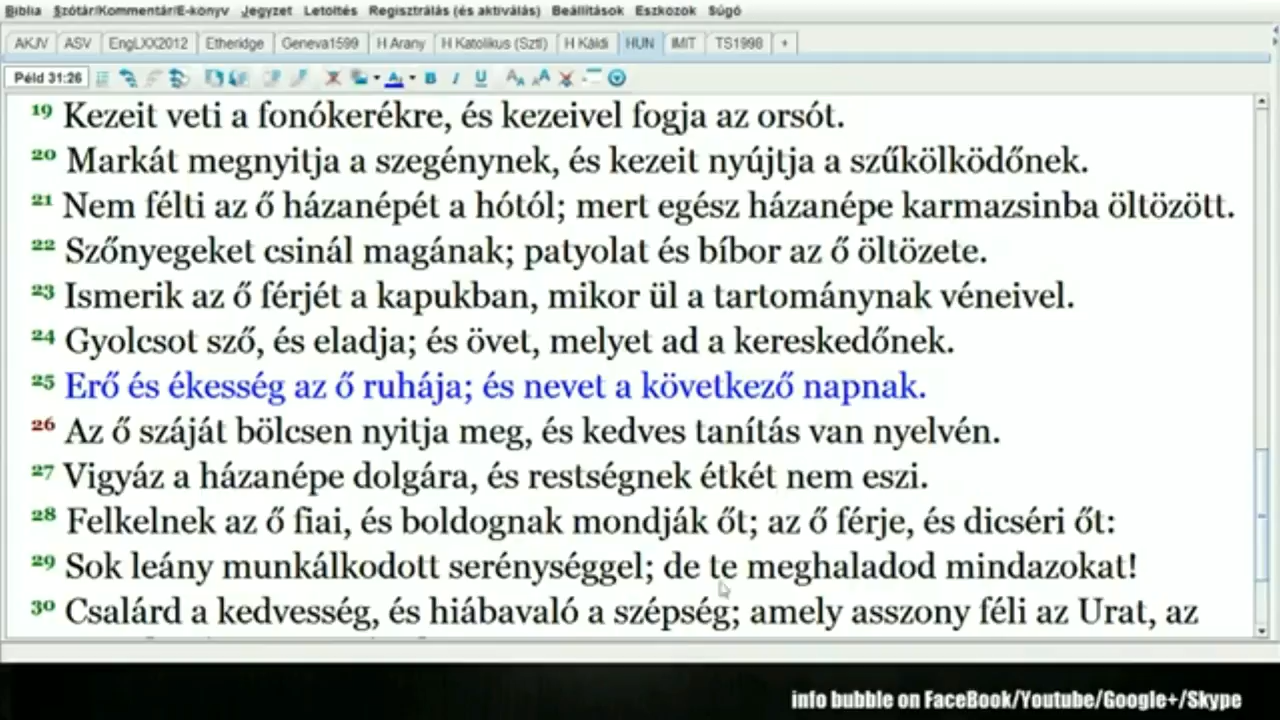 Biblia Szótár/Kommentár/E-könyv Jegyzet Letöltés Regisztrálás (és aktiválás) Beállítások Eszközök Súgó
AKJV ASV EngLXX2012 Etheridge Geneva1599 H Arany H Katolikus (SztI) H Káldi HUN IMIT TS1998 +
Péld 31:26
19 Kezeit veti a fonókerékre, és kezeivel fogja az orsót.
20 Markát megnyitja a szegénynek, és kezeit nyújtja a szűkölködőnek.
21 Nem félti az ő házanépét a hótól; mert egész házanépe karmazsinba öltözött.
22 Szőnyegeket csinál magának; patyolat és bíbor az ő öltözete.
23 Ismerik az ő férjét a kapukban, mikor ül a tartománynak véneivel.
24 Gyolcsot sző, és eladja; és övet, melyet ad a kereskedőnek.
25 Erő és ékesség az ő ruhája; és nevet a következő napnak.
26 Az ő száját bölcsen nyitja meg, és kedves tanítás van nyelvén.
27 Vigyáz a házanépe dolgára, és restségnek étkét nem eszi.
28 Felkelnek az ő fiai, és boldognak mondják őt; az ő férje, és dicséri őt:
29 Sok leány munkálkodott serénységgel; de te meghaladod mindazokat!
30 Csalárd a kedvesség, és hiábavaló a szépség; amely asszony féli az Urat, az
info bubble on FaceBook/Youtube/Google+/Skype